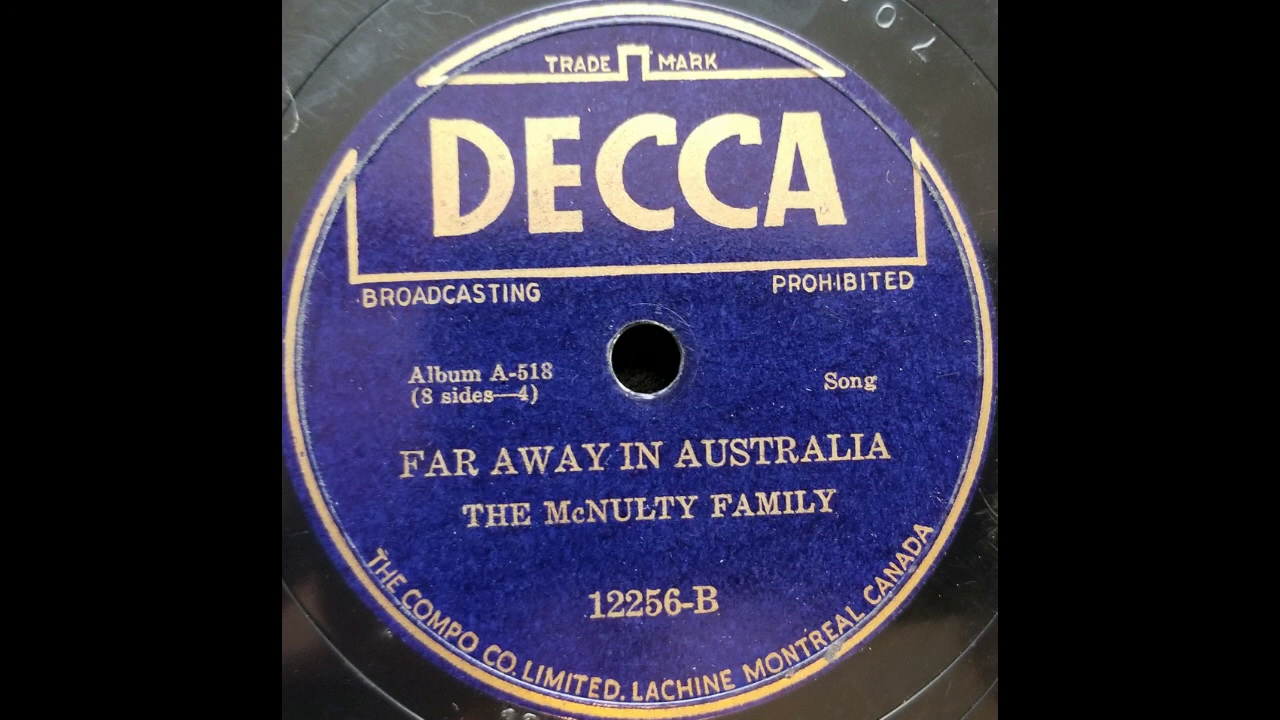 TRADE MARK
DECCA
BROADCASTING PROHIBITED
Album A-518
(8 sides—4)
Song
FAR AWAY IN AUSTRALIA
THE McNULTY FAMILY
12256-B
THE COMPO CO. LIMITED. LACHINE MONTREAL CANADA